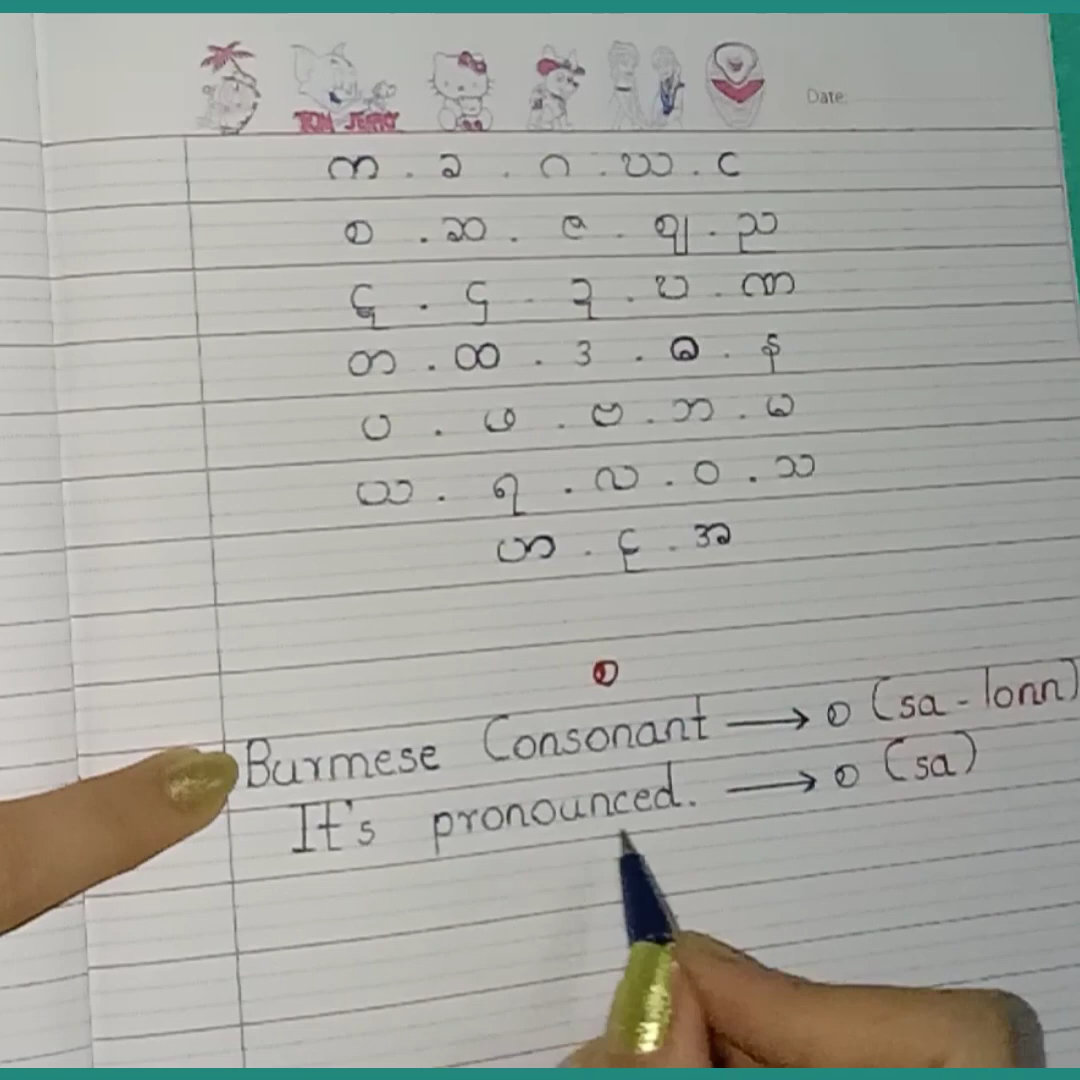 TOM JERRY
Date:
က . ခ . ဂ . ဃ . င
စ . ဆ . ဇ . ဈ . ည
ဋ . ဌ . ဍ . ဎ . ဏ
တ . ထ . ဒ . ဓ . န
ပ . ဖ . ဗ . ဘ . မ
ယ . ရ . လ . ဝ . သ
ဟ . ဠ . အ
စ
Burmese Consonant → စ (sa - lonn)
It's pronounced. → စ (sa)